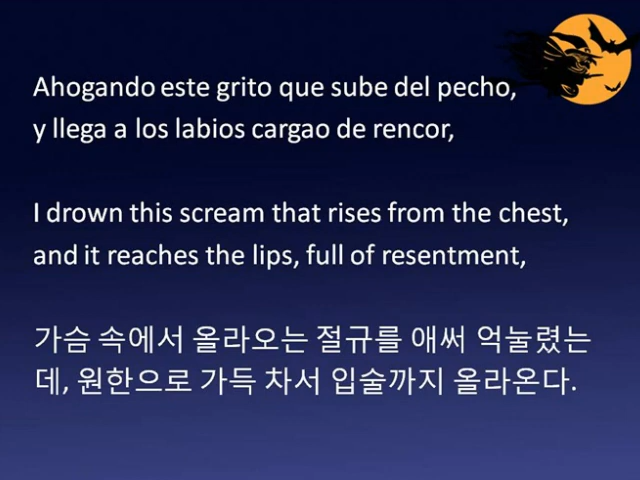 Ahogando este grito que sube del pecho,
y llega a los labios cargao de rencor,
I drown this scream that rises from the chest,
and it reaches the lips, full of resentment,
가슴 속에서 올라오는 절규를 애써 억눌렀는
데, 원한으로 가득 차서 입술까지 올라온다.